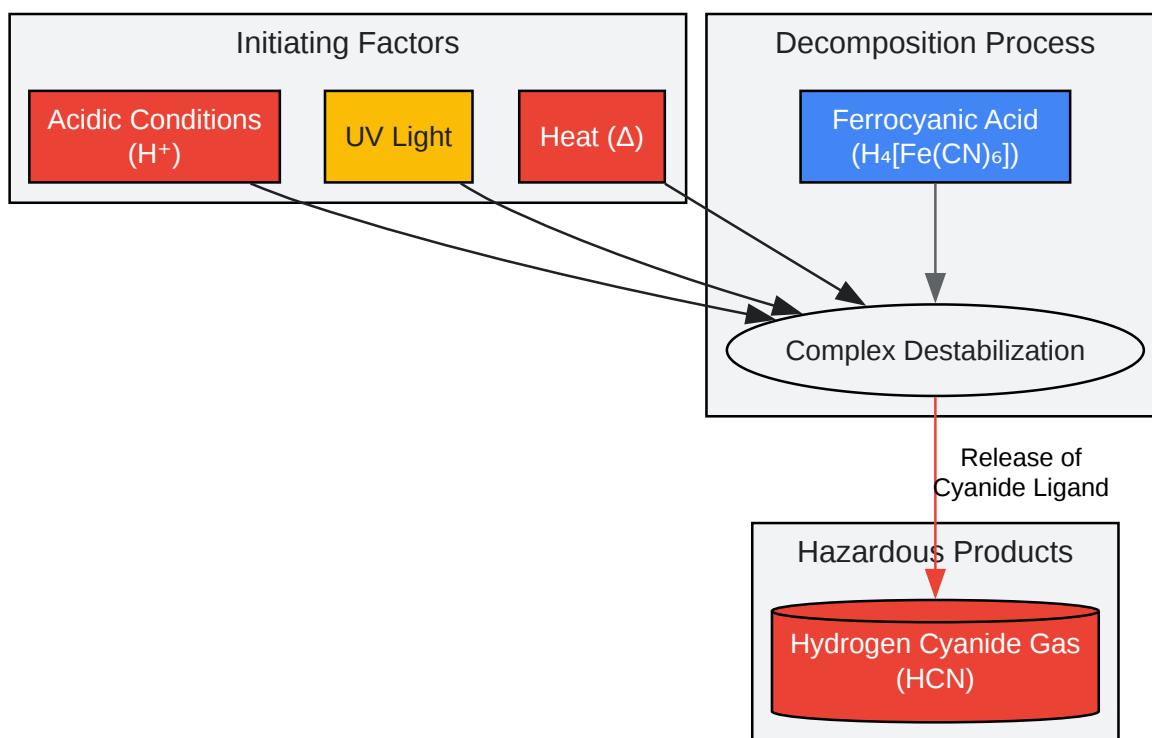 Initiating Factors
Acidic Conditions
(H⁺)
UV Light
Heat (Δ)
Decomposition Process
Ferrocyanic Acid
(H₄[Fe(CN)₆])
Complex Destabilization
Release of
Cyanide Ligand
Hazardous Products
Hydrogen Cyanide Gas
(HCN)